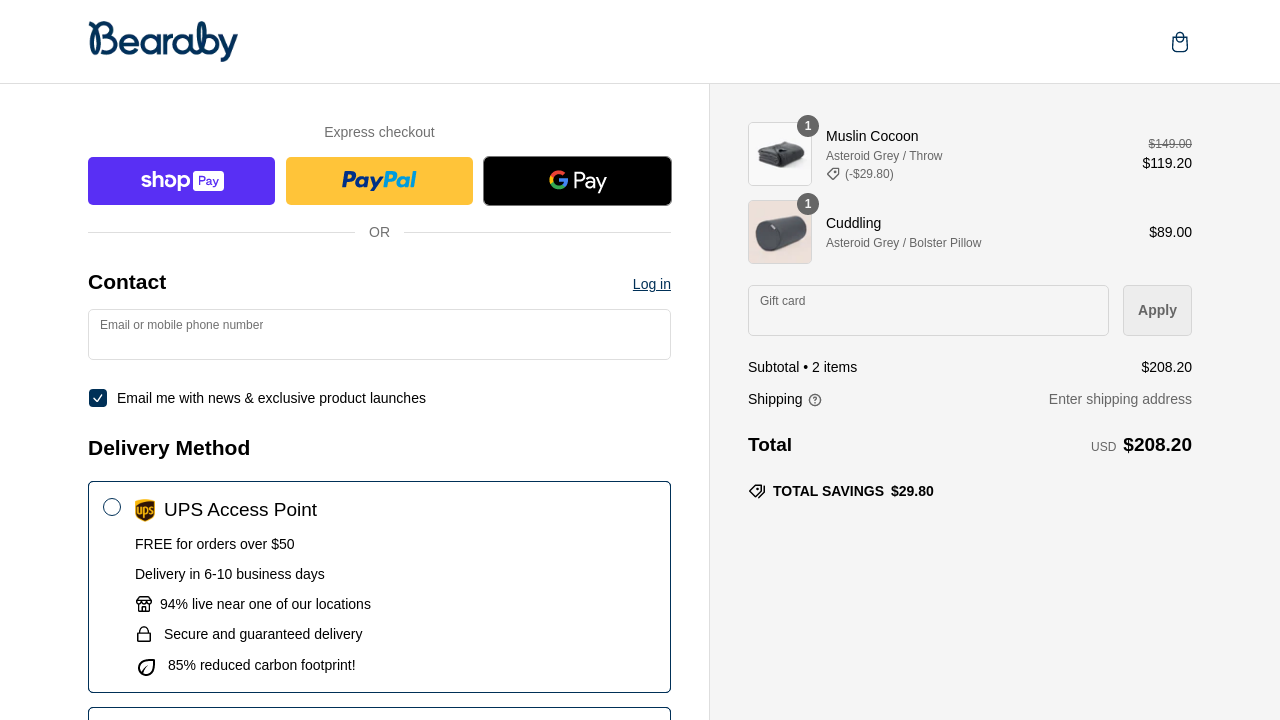 Bearaby
Express checkout
shop Pay
PayPal
G Pay
OR
Contact
Log in
Email or mobile phone number
Email me with news & exclusive product launches
Delivery Method
ups
UPS Access Point
FREE for orders over $50
Delivery in 6-10 business days
94% live near one of our locations
Secure and guaranteed delivery
85% reduced carbon footprint!
1
Muslin Cocoon
Asteroid Grey / Throw
(-$29.80)
$149.00
$119.20
1
Cuddling
Asteroid Grey / Bolster Pillow
$89.00
Gift card
Apply
Subtotal • 2 items $208.20
Shipping Enter shipping address
Total USD $208.20
TOTAL SAVINGS $29.80